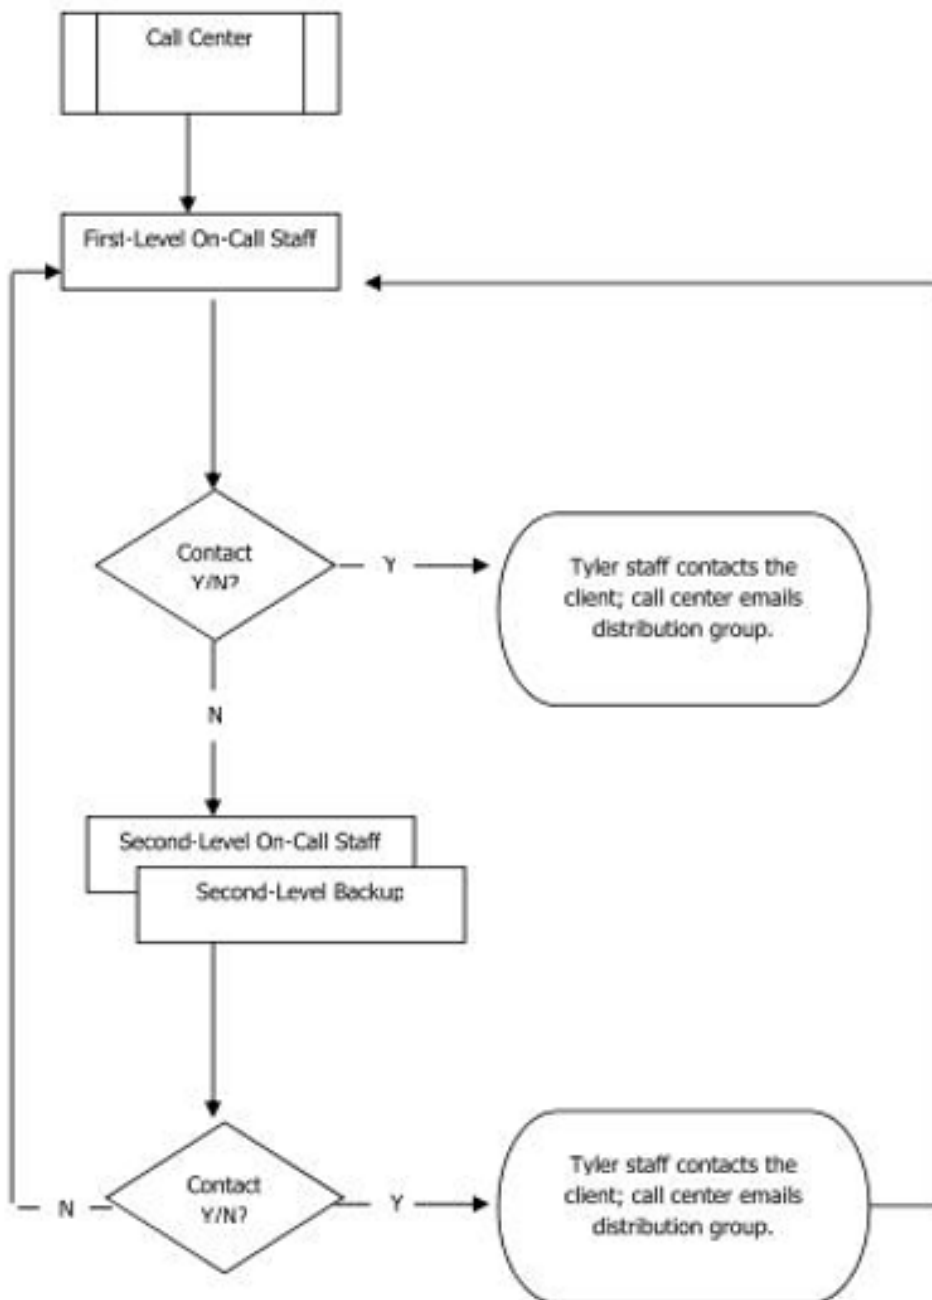 Call Center
First-Level On-Call Staff
Contact
Y/N?
Y
Tyler staff contacts the
client; call center emails
distribution group.
N
Second-Level On-Call Staff
Second-Level Backup
Contact
Y/N?
N
Y
Tyler staff contacts the
client; call center emails
distribution group.